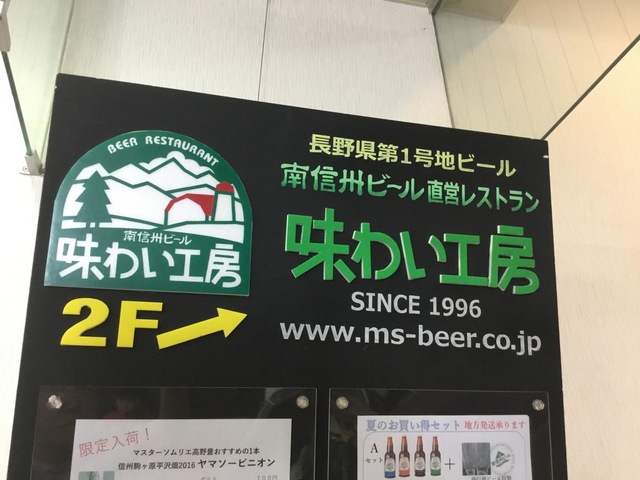 BEER RESTAURANT
南信州ビール
味わい工房
2F
長野県第1号地ビール
南信州ビール直営レストラン
味わい工房
SINCE 1996
www.ms-beer.co.jp
限定入荷!
マスターソムリエ高野豊おすすめの1本
信州駒ヶ原平沢畑2016 ヤマソービニオン
700円
夏のお買い得セット 地方発送承ります
A
セット
+